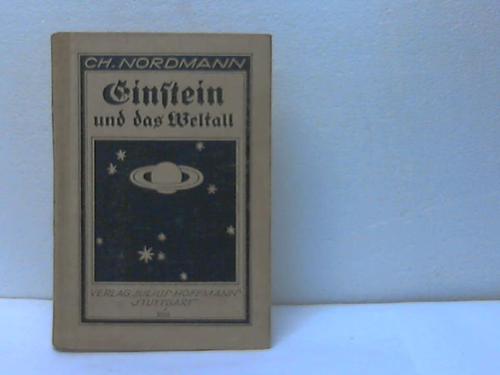 CH. NORDMANN
Einſtein
und das Weltall
VERLAG JULIUS HOFFMANN
STUTTGART